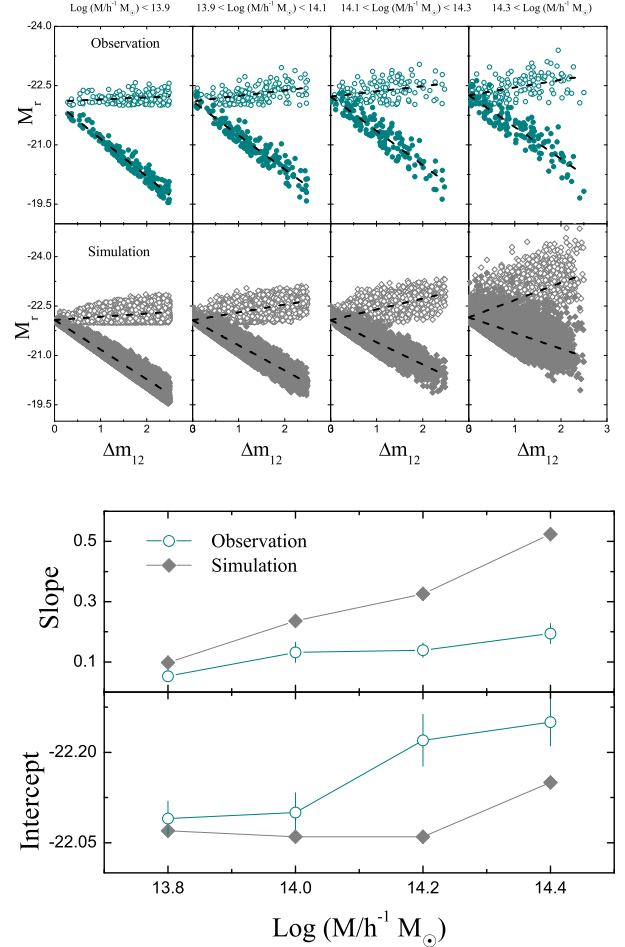 Log (M/h⁻¹ M☉) < 13.9 13.9 < Log (M/h⁻¹ M☉) < 14.1 14.1 < Log (M/h⁻¹ M☉) < 14.3 14.3 < Log (M/h⁻¹ M☉)
-24.0
Observation
-22.5
Mᵣ
-21.0
-19.5
-24.0
Simulation
-22.5
Mᵣ
-21.0
-19.5
0 1 2 0 1 2 0 1 2 0 1 2 3
Δm₁₂ Δm₁₂ Δm₁₂ Δm₁₂
0.5
Observation
Simulation
Slope
0.3
0.1
-22.20
Intercept
-22.05
13.8 14.0 14.2 14.4
Log (M/h⁻¹ M☉)